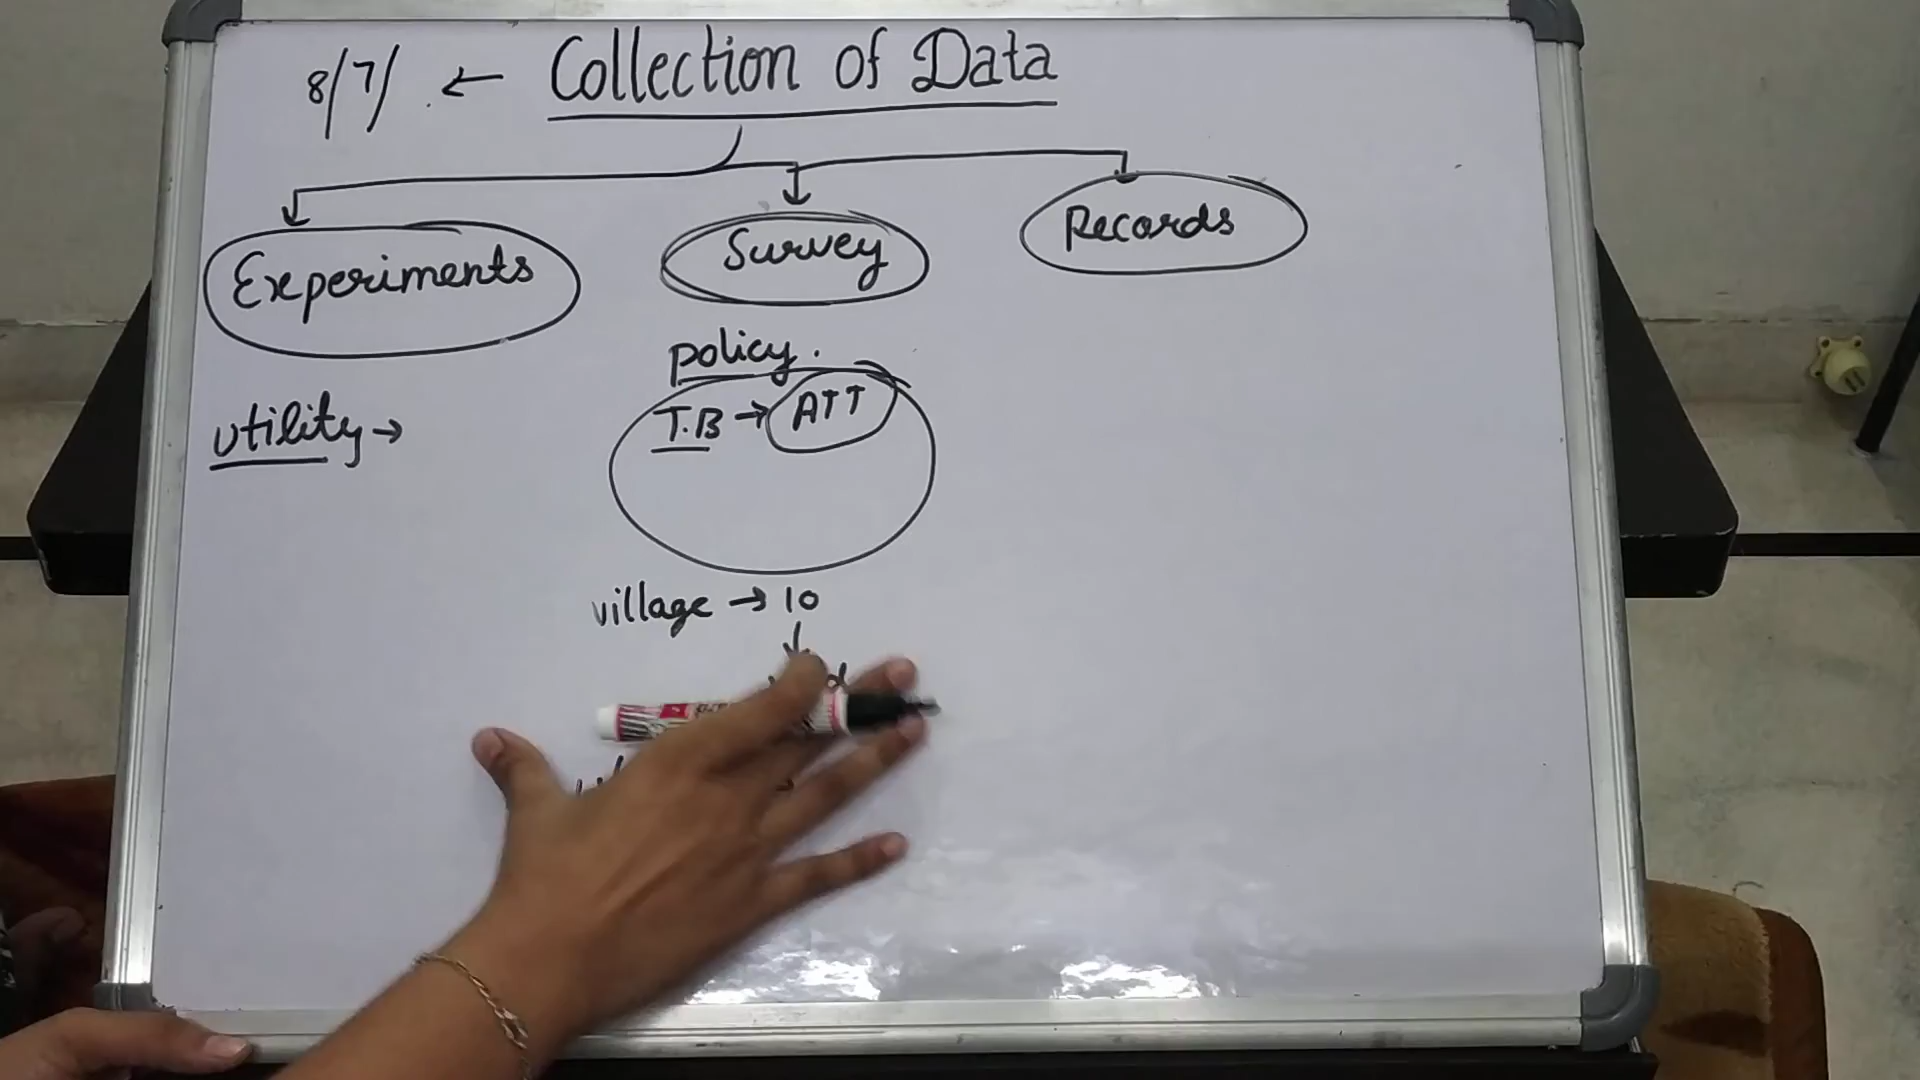 8/7/ ← Collection of Data
Experiments
Survey
Records
policy.
T.B → ATT
utility →
village → 10